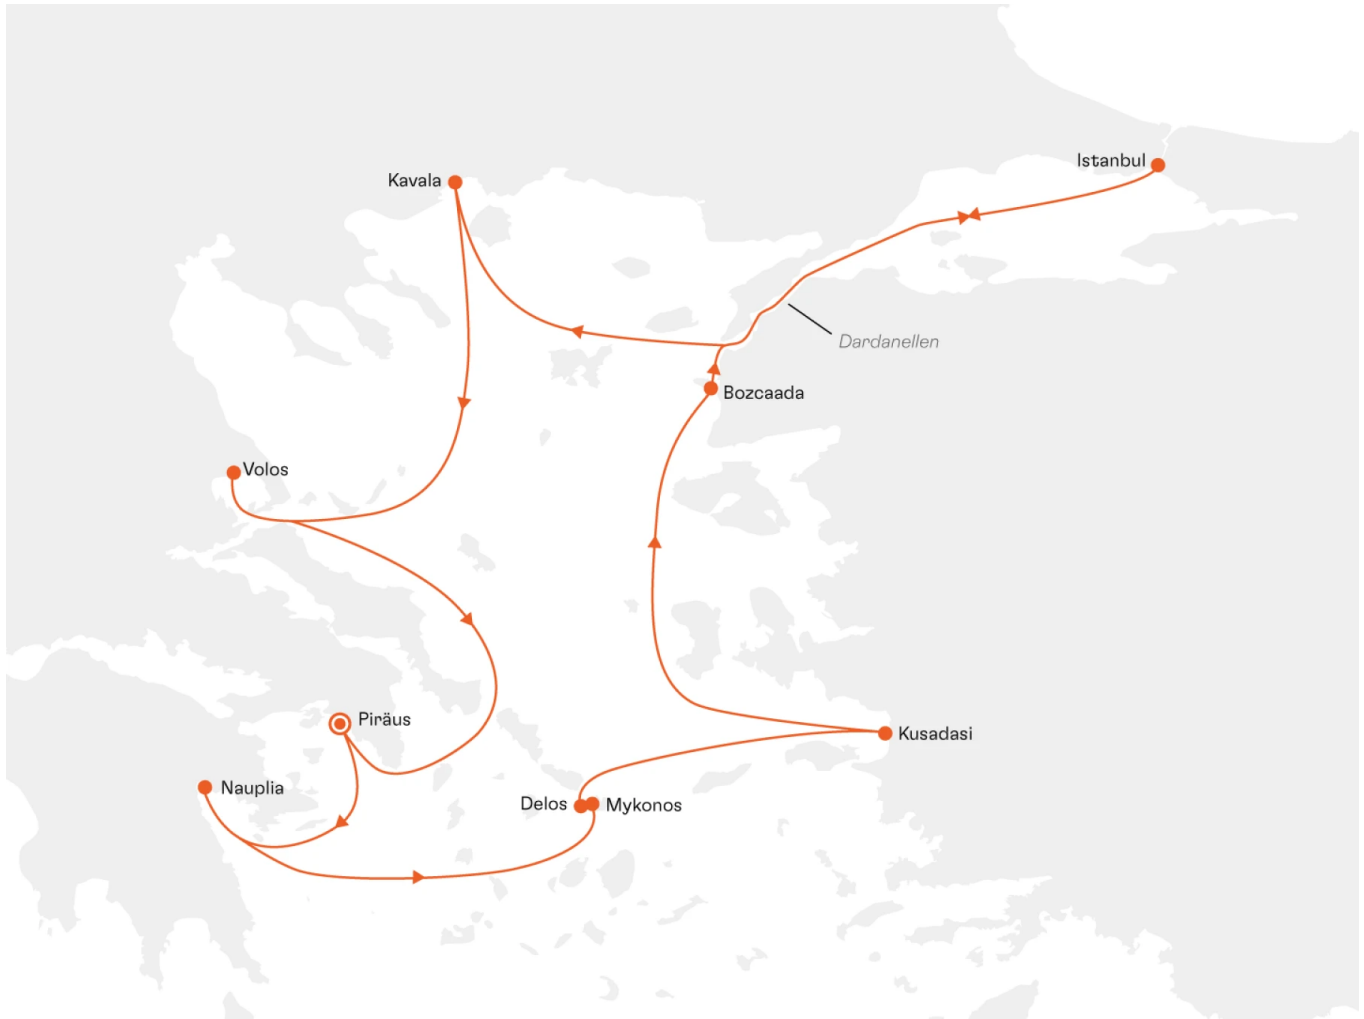 Istanbul
Kavala
Dardanellen
Bozcaada
Volos
Piräus
Kusadasi
Nauplia
Delos
Mykonos